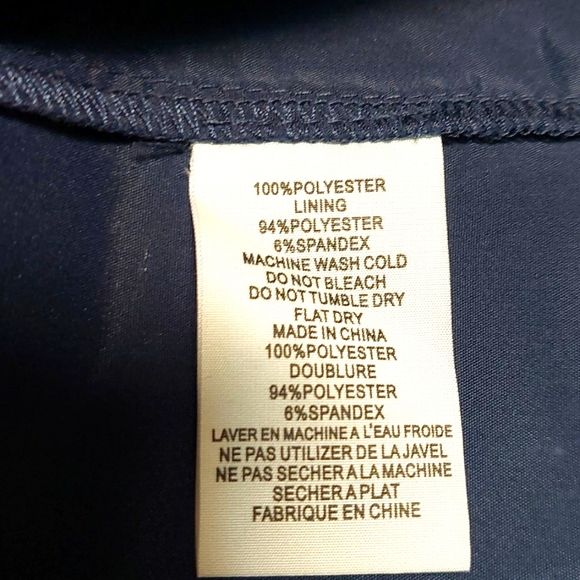 100%POLYESTER
LINING
94%POLYESTER
6%SPANDEX
MACHINE WASH COLD
DO NOT BLEACH
DO NOT TUMBLE DRY
FLAT DRY
MADE IN CHINA
100%POLYESTER
DOUBLURE
94%POLYESTER
6%SPANDEX
LAVER EN MACHINE A L'EAU FROIDE
NE PAS UTILIZER DE LA JAVEL
NE PAS SECHER A LA MACHINE
SECHER A PLAT
FABRIQUE EN CHINE